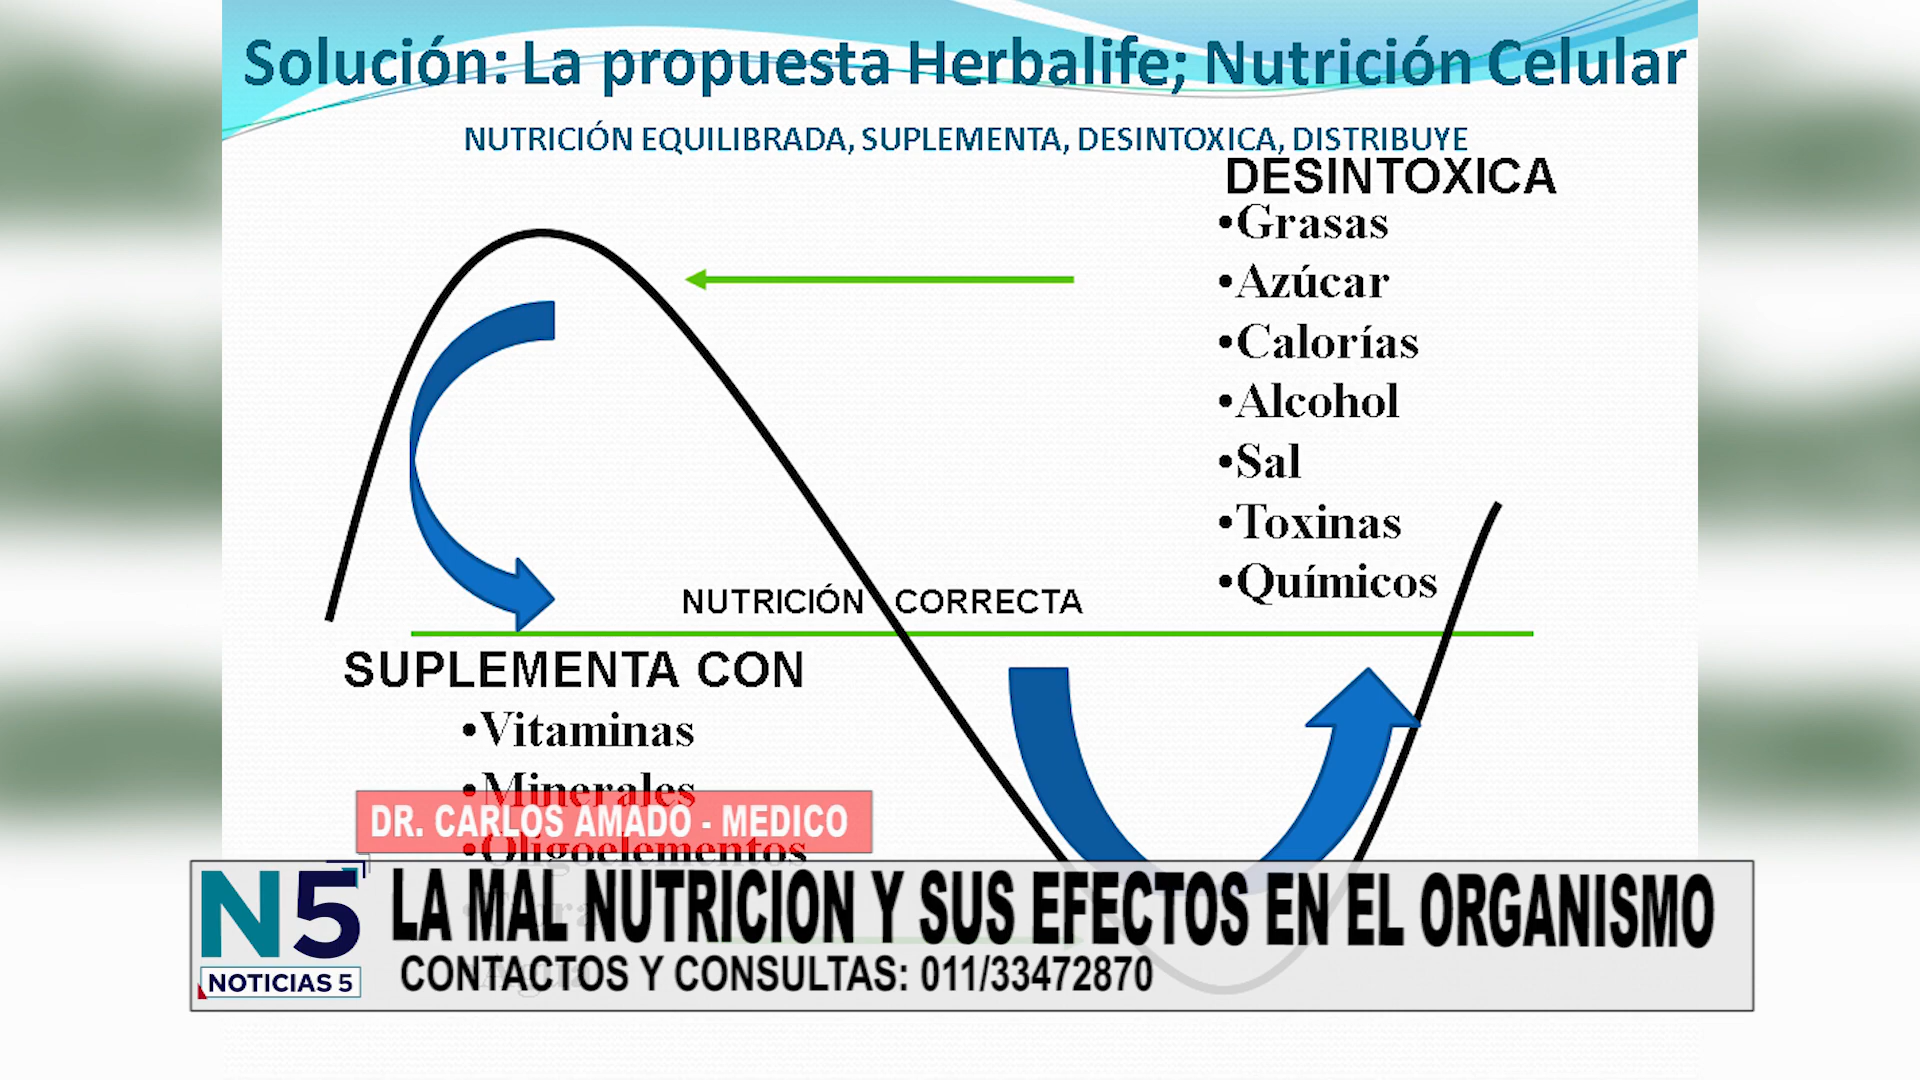 Solución: La propuesta Herbalife; Nutrición Celular
NUTRICIÓN EQUILIBRADA, SUPLEMENTA, DESINTOXICA, DISTRIBUYE
DESINTOXICA
•Grasas
•Azúcar
•Calorías
•Alcohol
•Sal
•Toxinas
•Químicos
NUTRICIÓN CORRECTA
SUPLEMENTA CON
•Vitaminas
•Minerales
DR. CARLOS AMADO - MEDICO
•Oligoelementos
N5
NOTICIAS 5
LA MAL NUTRICION Y SUS EFECTOS EN EL ORGANISMO
CONTACTOS Y CONSULTAS: 011/33472870